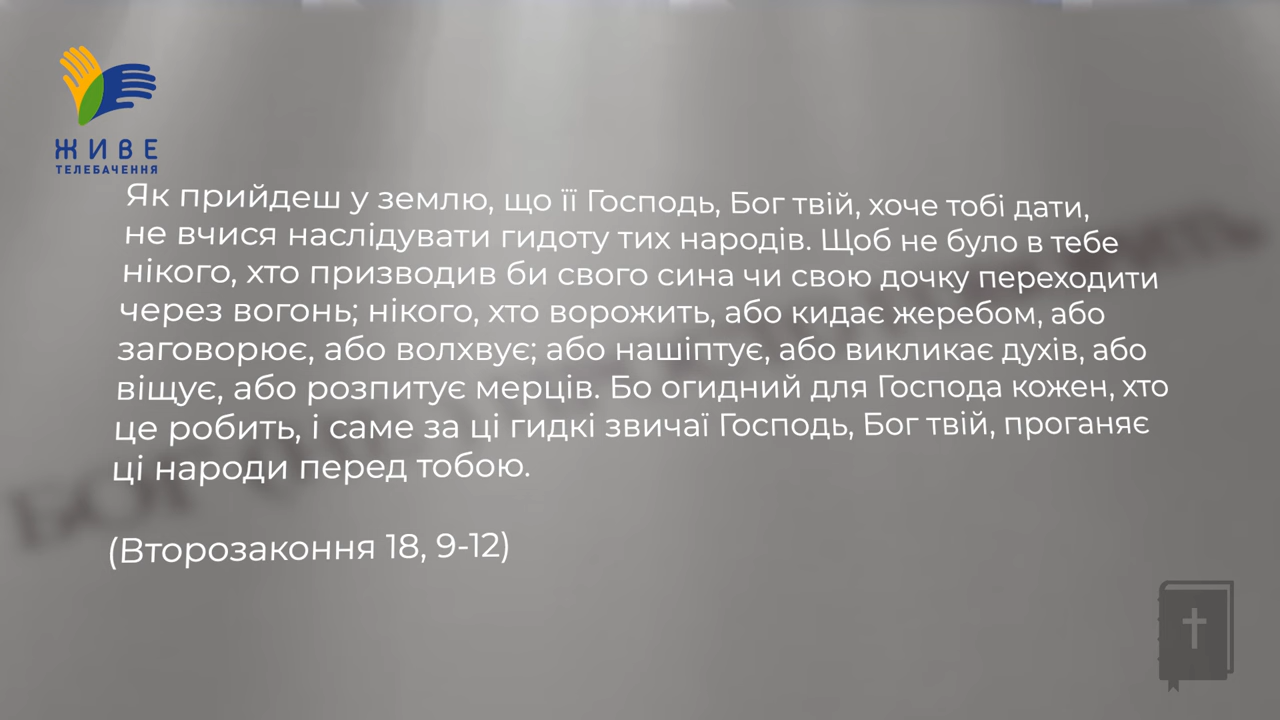 ЖИВЕ
ТЕЛЕБАЧЕННЯ
Як прийдеш у землю, що її Господь, Бог твій, хоче тобі дати,
не вчися наслідувати гидоту тих народів. Щоб не було в тебе
нікого, хто призводив би свого сина чи свою дочку переходити
через вогонь; нікого, хто ворожить, або кидає жеребом, або
заговорює, або волхвує; або нашіптує, або викликає духів, або
віщує, або розпитує мерців. Бо огидний для Господа кожен, хто
це робить, і саме за ці гидкі звичаї Господь, Бог твій, проганяє
ці народи перед тобою.
(Второзаконня 18, 9-12)